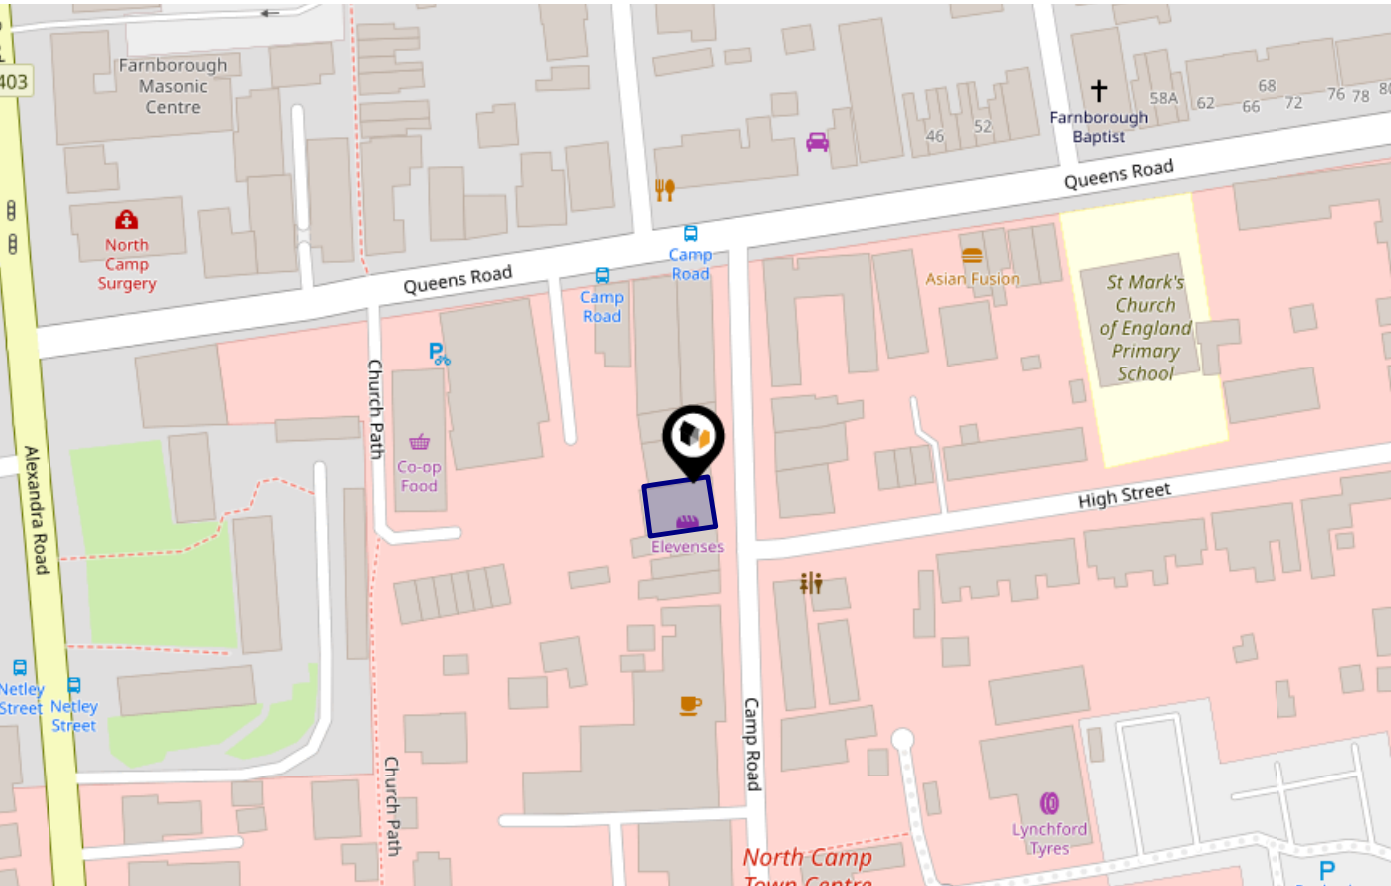 403
Farnborough
Masonic
Centre
North
Camp
Surgery
Queens Road
Camp
Road
Camp
Road
46
52
Farnborough
Baptist
58A
62
66
68
72
76
78
80
Queens Road
Asian Fusion
St Mark's
Church
of England
Primary
School
Church Path
P
Co-op
Food
Alexandra Road
Elevenses
High Street
Netley
Street
Netley
Street
Camp Road
Church Path
Lynchford
Tyres
North Camp
Town Centre
P